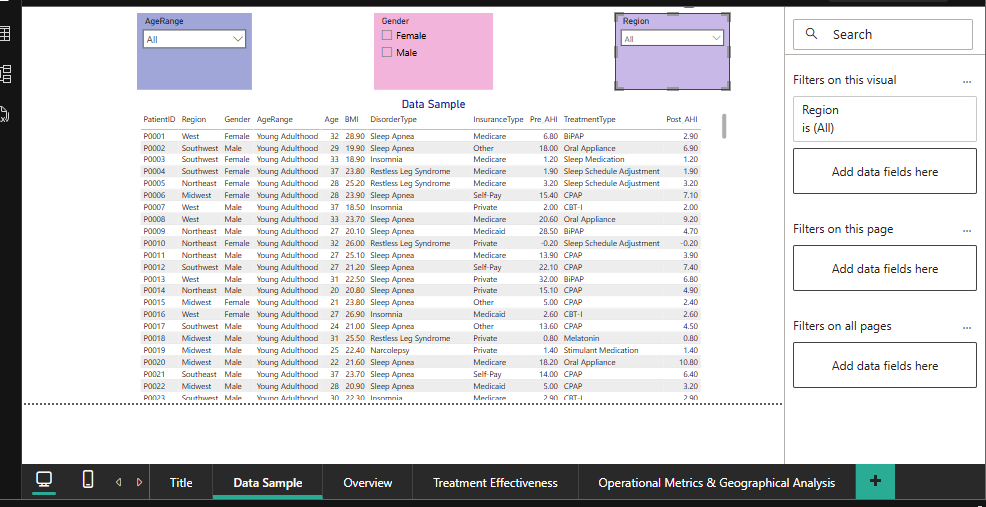 AgeRange
All
Gender
Female
Male
Region
All
Search
Filters on this visual
...
Region
is (All)
Add data fields here
Filters on this page
...
Add data fields here
Filters on all pages
...
Add data fields here
Data Sample
PatientID Region Gender AgeRange Age BMI DisorderType InsuranceType Pre_AHI TreatmentType Post_AHI
P0001 West Female Young Adulthood 32 28.90 Sleep Apnea Medicare 6.80 BiPAP 2.90
P0002 Southwest Male Young Adulthood 29 19.90 Sleep Apnea Other 18.00 Oral Appliance 6.90
P0003 Southwest Female Young Adulthood 33 18.90 Insomnia Medicare 1.20 Sleep Medication 1.20
P0004 Southwest Female Young Adulthood 37 23.80 Restless Leg Syndrome Medicare 1.90 Sleep Schedule Adjustment 1.90
P0005 Northeast Female Young Adulthood 28 25.20 Restless Leg Syndrome Medicare 3.20 Sleep Schedule Adjustment 3.20
P0006 Midwest Female Young Adulthood 28 23.90 Sleep Apnea Self-Pay 15.40 CPAP 7.10
P0007 West Male Young Adulthood 37 18.50 Insomnia Private 2.00 CBT-I 2.00
P0008 West Male Young Adulthood 33 23.70 Sleep Apnea Medicare 20.60 Oral Appliance 9.20
P0009 Northeast Male Young Adulthood 27 20.10 Sleep Apnea Medicaid 28.50 BiPAP 4.70
P0010 Northeast Female Young Adulthood 32 26.00 Restless Leg Syndrome Private -0.20 Sleep Schedule Adjustment -0.20
P0011 Northeast Male Young Adulthood 27 25.10 Sleep Apnea Medicare 13.90 CPAP 3.90
P0012 Southwest Male Young Adulthood 27 21.20 Sleep Apnea Self-Pay 22.10 CPAP 7.40
P0013 West Male Young Adulthood 31 22.50 Sleep Apnea Private 32.00 BiPAP 6.80
P0014 Northeast Male Young Adulthood 20 20.80 Sleep Apnea Private 15.10 CPAP 4.90
P0015 Midwest Female Young Adulthood 21 23.80 Sleep Apnea Other 5.00 CPAP 2.40
P0016 West Female Young Adulthood 27 26.90 Insomnia Medicaid 2.60 CBT-I 2.60
P0017 Southwest Male Young Adulthood 24 21.00 Sleep Apnea Other 13.60 CPAP 4.50
P0018 Midwest Male Young Adulthood 31 25.50 Restless Leg Syndrome Private 0.80 Melatonin 0.80
P0019 Midwest Male Young Adulthood 25 22.40 Narcolepsy Private 1.40 Stimulant Medication 1.40
P0020 Midwest Male Young Adulthood 22 21.60 Sleep Apnea Medicare 18.20 Oral Appliance 10.80
P0021 Southeast Male Young Adulthood 37 23.70 Sleep Apnea Self-Pay 14.00 CPAP 6.40
P0022 Midwest Male Young Adulthood 28 20.90 Sleep Apnea Medicaid 5.00 CPAP 3.20
P0023 Southwest Male Young Adulthood 30 22.30 Insomnia Medicare 2.90 CBT-I 2.90
Title
Data Sample
Overview
Treatment Effectiveness
Operational Metrics & Geographical Analysis
+